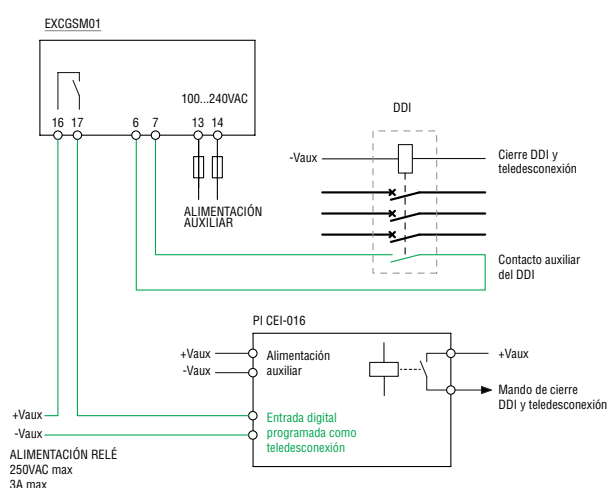 EXCGSM01
100...240VAC
16 17 6 7 13 14
ALIMENTACIÓN
AUXILIAR
DDI
-Vaux
Cierre DDI y
teledesconexión
Contacto auxiliar
del DDI
PI CEI-016
+Vaux
-Vaux
Alimentación
auxiliar
+Vaux
Mando de cierre
DDI y teledesconexión
Entrada digital
programada como
teledesconexión
+Vaux
-Vaux
ALIMENTACIÓN RELÉ
250VAC max
3A max